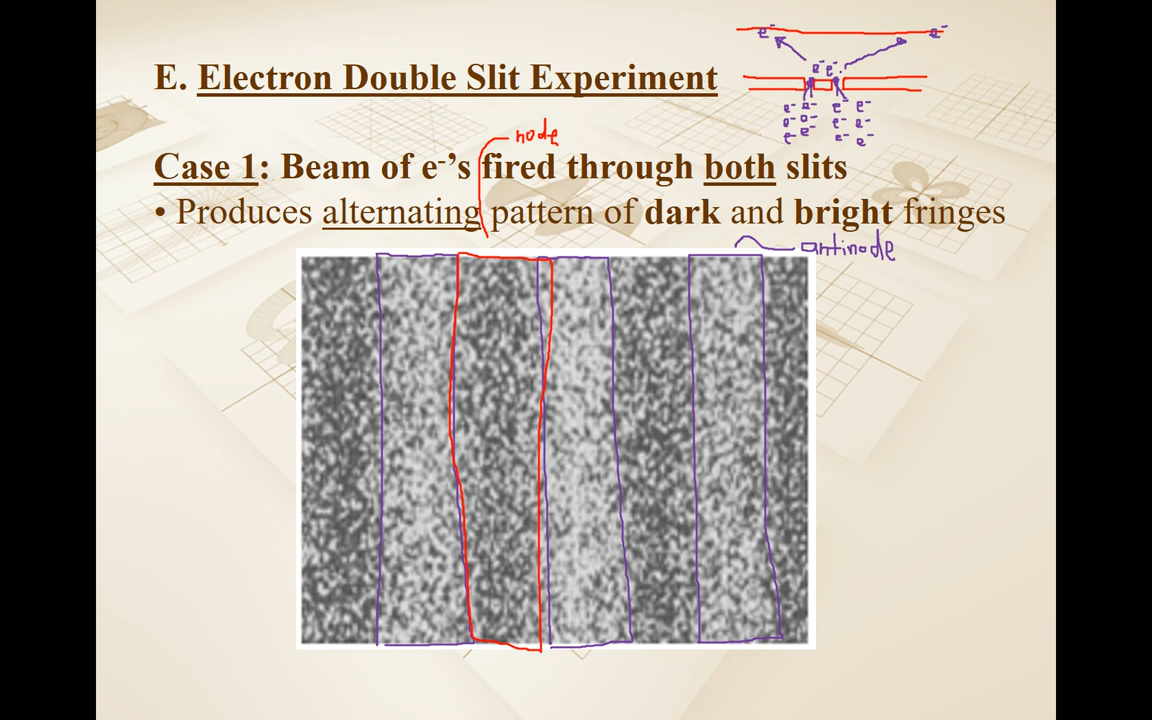 E. Electron Double Slit Experiment
e⁻ e⁻
e⁻ e⁻
e⁻ e⁻ e⁻
e⁻ e⁻
e⁻ e⁻ e⁻ e⁻
node
Case 1: Beam of e⁻’s fired through both slits
• Produces alternating pattern of dark and bright fringes
antinode